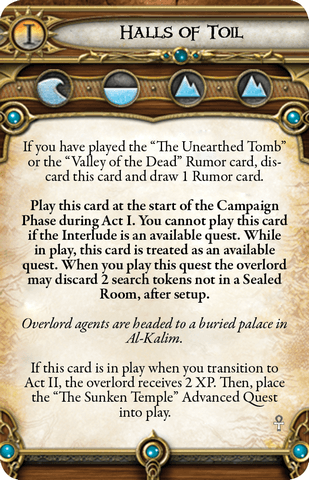 I
Halls of Toil
If you have played the “The Unearthed Tomb”
or the “Valley of the Dead” Rumor card, dis-
card this card and draw 1 Rumor card.
Play this card at the start of the Campaign
Phase during Act I. You cannot play this card
if the Interlude is an available quest. While
in play, this card is treated as an available
quest. When you play this quest the overlord
may discard 2 search tokens not in a Sealed
Room, after setup.
Overlord agents are headed to a buried palace in
Al-Kalim.
If this card is in play when you transition to
Act II, the overlord receives 2 XP. Then, place
the “The Sunken Temple” Advanced Quest
into play.